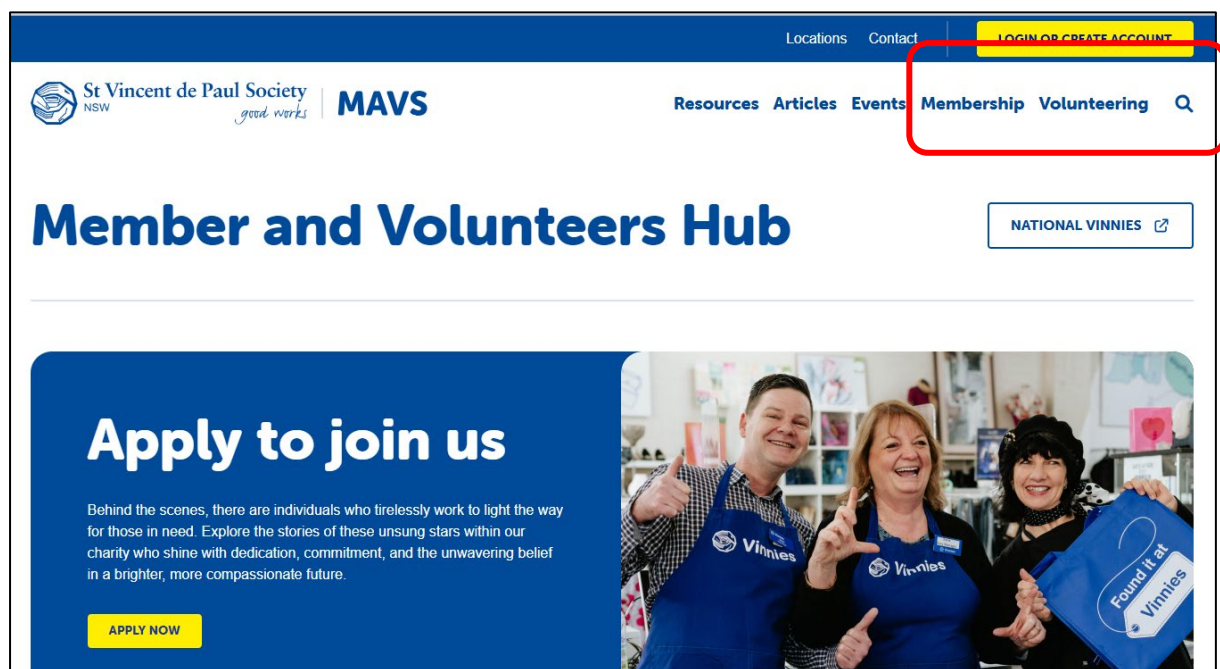 Locations Contact LOGIN OR CREATE ACCOUNT
St Vincent de Paul Society
NSW good works
MAVS
Resources Articles Events Membership Volunteering
Member and Volunteers Hub
NATIONAL VINNIES
Apply to join us
Behind the scenes, there are individuals who tirelessly work to light the way
for those in need. Explore the stories of these unsung stars within our
charity who shine with dedication, commitment, and the unwavering belief
in a brighter, more compassionate future.
APPLY NOW
Vinnies
Vinnies
Found it at
Vinnies